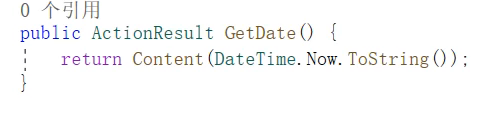 0 个引用
public ActionResult GetDate() {
return Content(DateTime.Now.ToString());
}